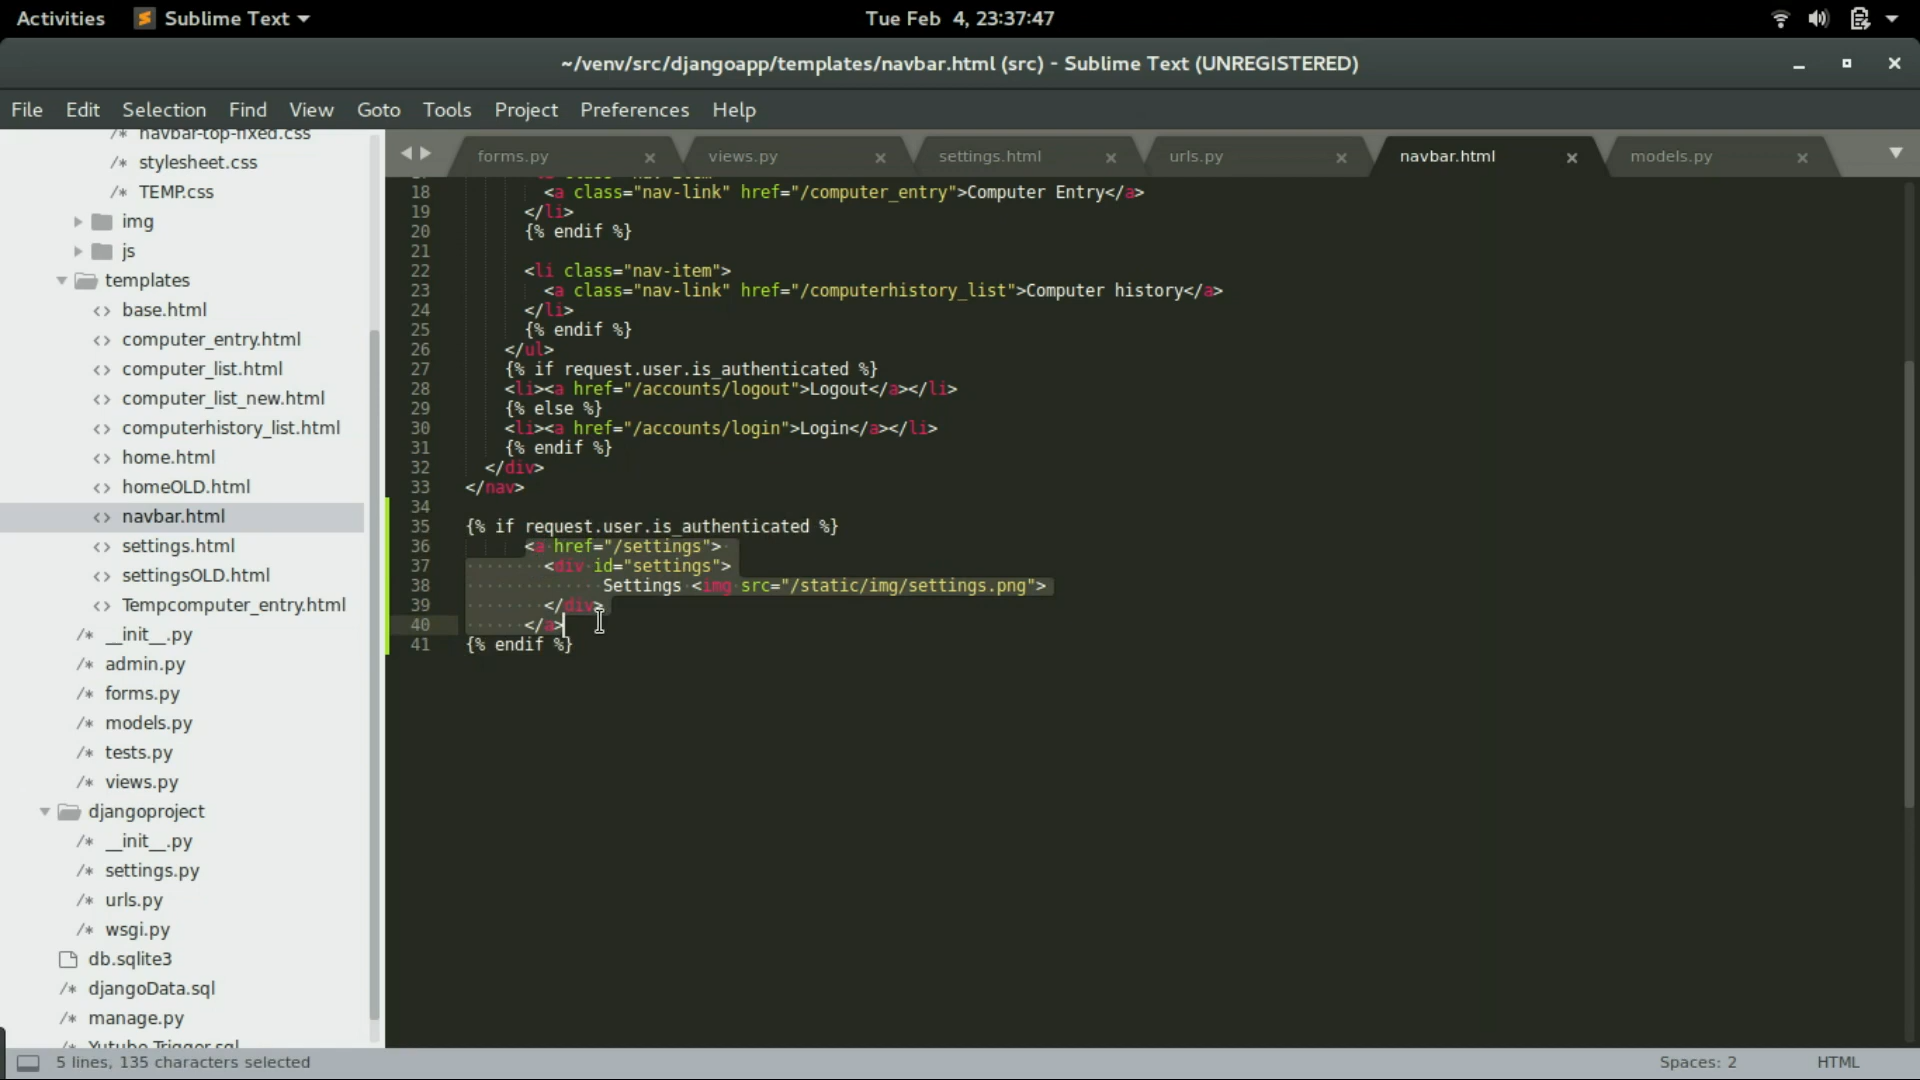 Activities Sublime Text Tue Feb 4, 23:37:47
~/venv/src/djangoapp/templates/navbar.html (src) - Sublime Text (UNREGISTERED)
File Edit Selection Find View Goto Tools Project Preferences Help
/* navbar-top-fixed.css
/* stylesheet.css
/* TEMP.css
img
js
templates
<> base.html
<> computer_entry.html
<> computer_list.html
<> computer_list_new.html
<> computerhistory_list.html
<> home.html
<> homeOLD.html
<> navbar.html
<> settings.html
<> settingsOLD.html
<> Tempcomputer_entry.html
/* __init__.py
/* admin.py
/* forms.py
/* models.py
/* tests.py
/* views.py
djangoproject
/* __init__.py
/* settings.py
/* urls.py
/* wsgi.py
db.sqlite3
/* djangoData.sql
/* manage.py
forms.py views.py settings.html urls.py navbar.html models.py
18 <a class="nav-link" href="/computer_entry">Computer Entry</a>
19 </li>
20 {% endif %}
21
22 <li class="nav-item">
23 <a class="nav-link" href="/computerhistory_list">Computer history</a>
24 </li>
25 {% endif %}
26 </ul>
27 {% if request.user.is_authenticated %}
28 <li><a href="/accounts/logout">Logout</a></li>
29 {% else %}
30 <li><a href="/accounts/login">Login</a></li>
31 {% endif %}
32 </div>
33 </nav>
34
35 {% if request.user.is_authenticated %}
36 <a href="/settings">
37 <div id="settings">
38 Settings <img src="/static/img/settings.png">
39 </div>
40 </a>
41 {% endif %}
5 lines, 135 characters selected Spaces: 2 HTML